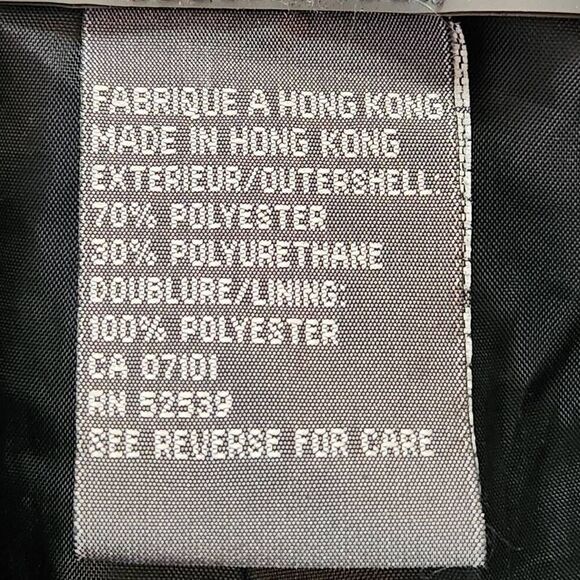 FABRIQUE A HONG KONG
MADE IN HONG KONG
EXTERIEUR/OUTERSHELL:
70% POLYESTER
30% POLYURETHANE
DOUBLURE/LINING:
100% POLYESTER
CA 07101
RN 52539
SEE REVERSE FOR CARE